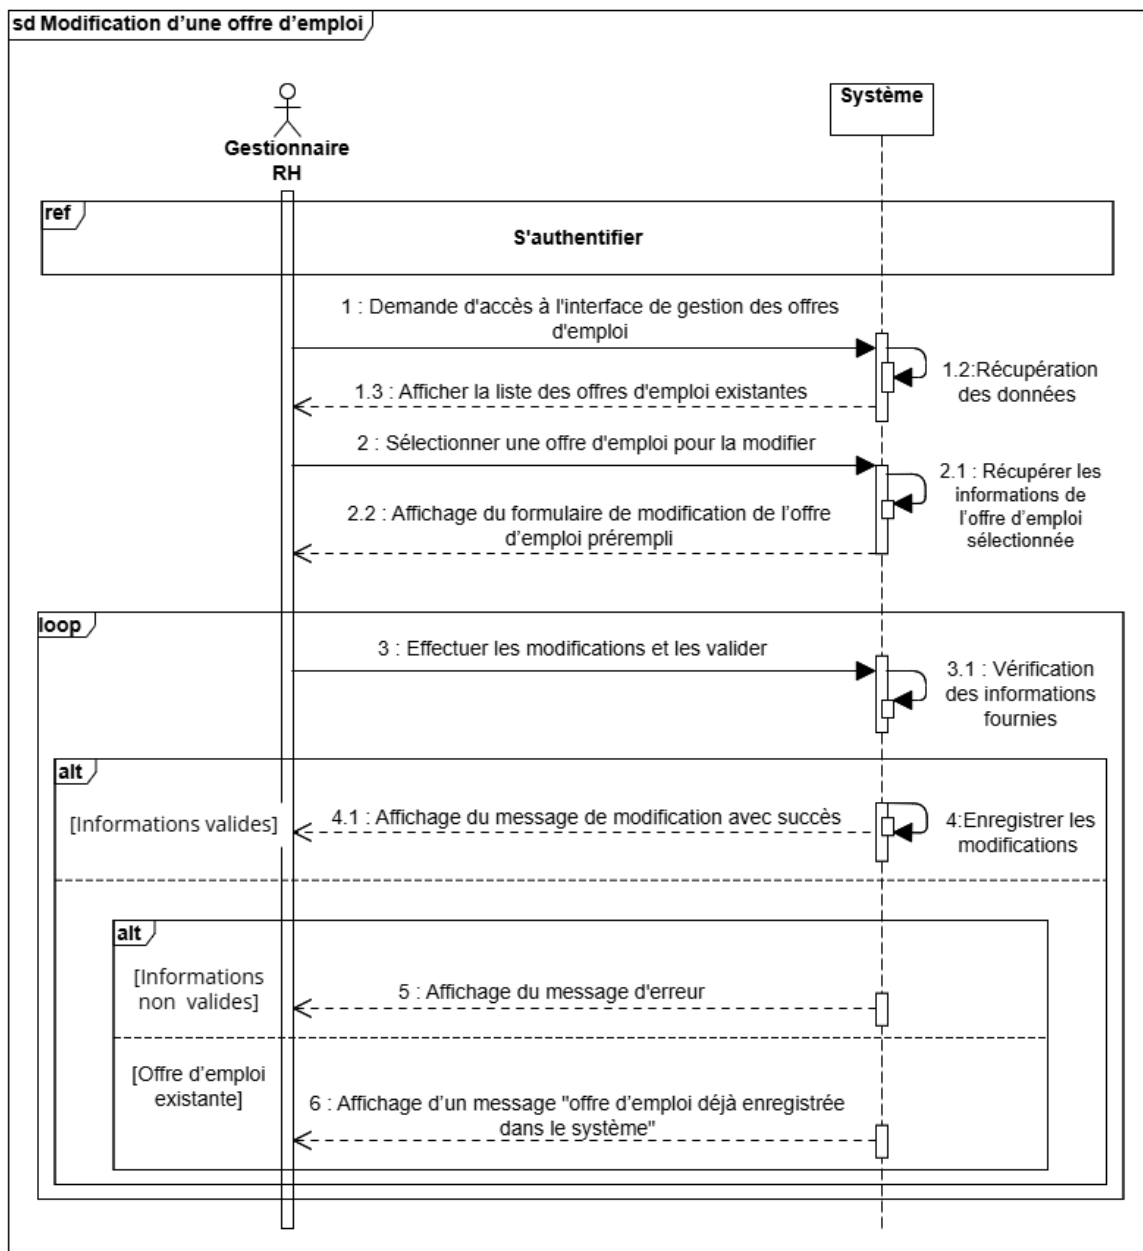 sd Modification d’une offre d’emploi
Gestionnaire
RH
Système
ref
S'authentifier
1 : Demande d'accès à l'interface de gestion des offres
d'emploi
1.2:Récupération
des données
1.3 : Afficher la liste des offres d'emploi existantes
2 : Sélectionner une offre d'emploi pour la modifier
2.1 : Récupérer les
informations de
l’offre d’emploi
sélectionnée
2.2 : Affichage du formulaire de modification de l’offre
d’emploi prérempli
loop
3 : Effectuer les modifications et les valider
3.1 : Vérification
des informations
fournies
alt
[Informations valides]
4.1 : Affichage du message de modification avec succès
4:Enregistrer les
modifications
alt
[Informations
non valides]
5 : Affichage du message d'erreur
[Offre d’emploi
existante]
6 : Affichage d’un message "offre d’emploi déjà enregistrée
dans le système"